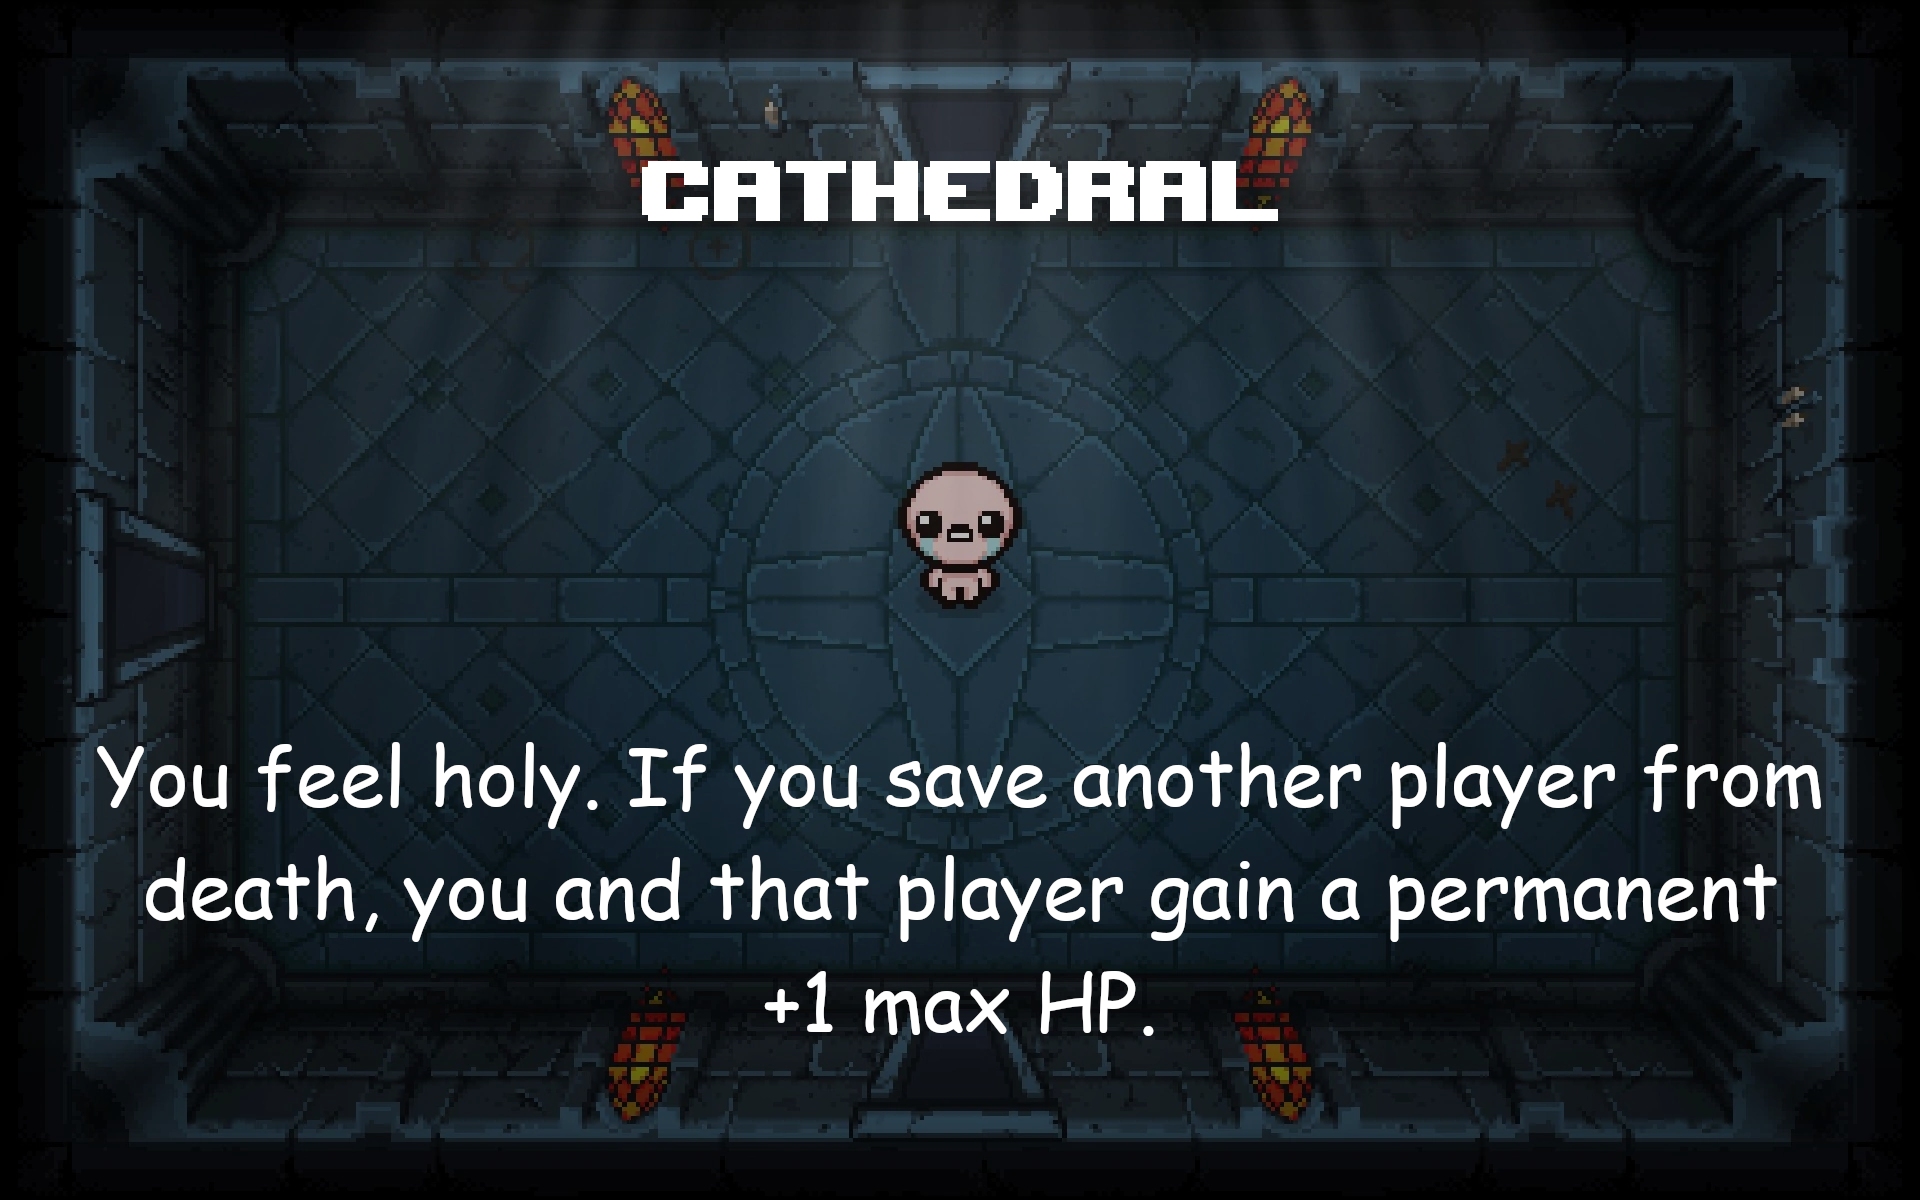 CATHEDRAL
You feel holy. If you save another player from
death, you and that player gain a permanent
+1 max HP.